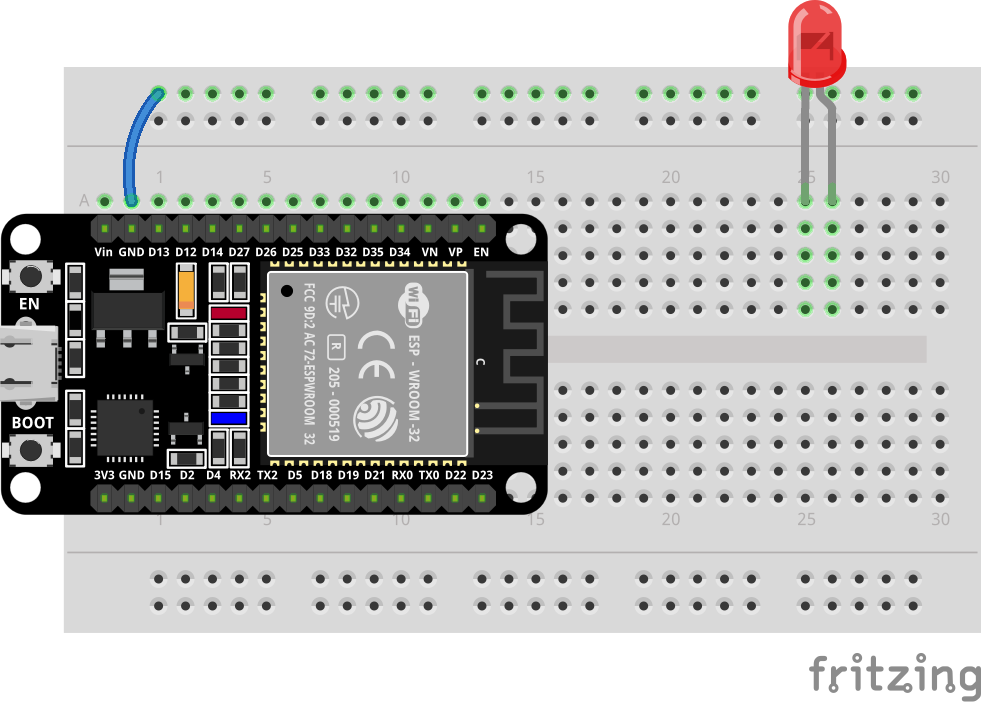 1 5 10 15 20 25 30
A
Vin GND D13 D12 D14 D27 D26 D25 D33 D32 D35 D34 VN VP EN
EN
FCC 9D:2 AC 72-ESPWROOM 32
R
205 - 000519
CE
WiFi
ESP - WROOM -32
C
BOOT
3V3 GND D15 D2 D4 RX2 TX2 D5 D18 D19 D21 RX0 TX0 D22 D23
1 5 10 15 20 25 30
fritzing